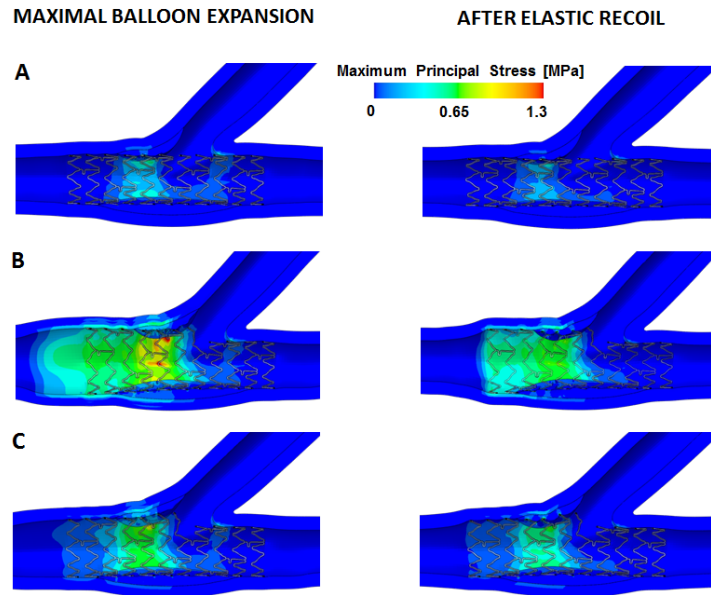 MAXIMAL BALLOON EXPANSION
AFTER ELASTIC RECOIL
A
Maximum Principal Stress [MPa]
0 0.65 1.3
B
C